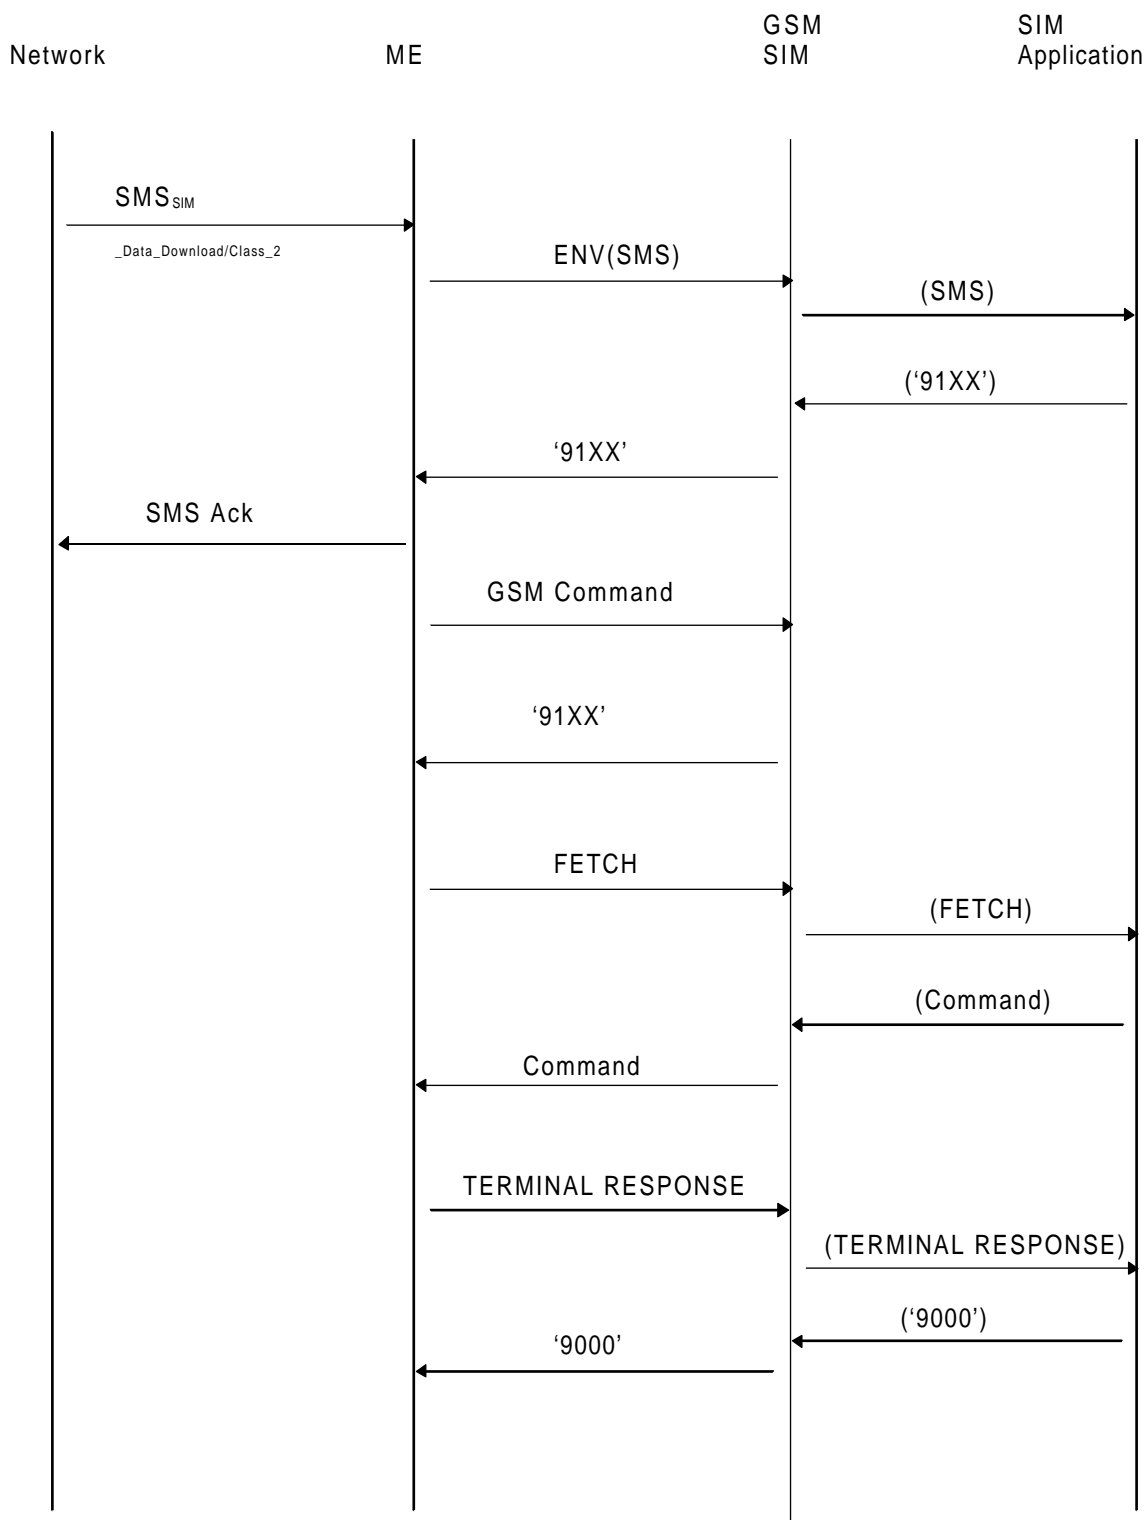 GSM SIM
Network ME SIM Application
SMSSIM
_Data_Download/Class_2
ENV(SMS)
(SMS)
(‘91XX’)
‘91XX’
SMS Ack
GSM Command
‘91XX’
FETCH
(FETCH)
(Command)
Command
TERMINAL RESPONSE
(TERMINAL RESPONSE)
(‘9000’)
‘9000’